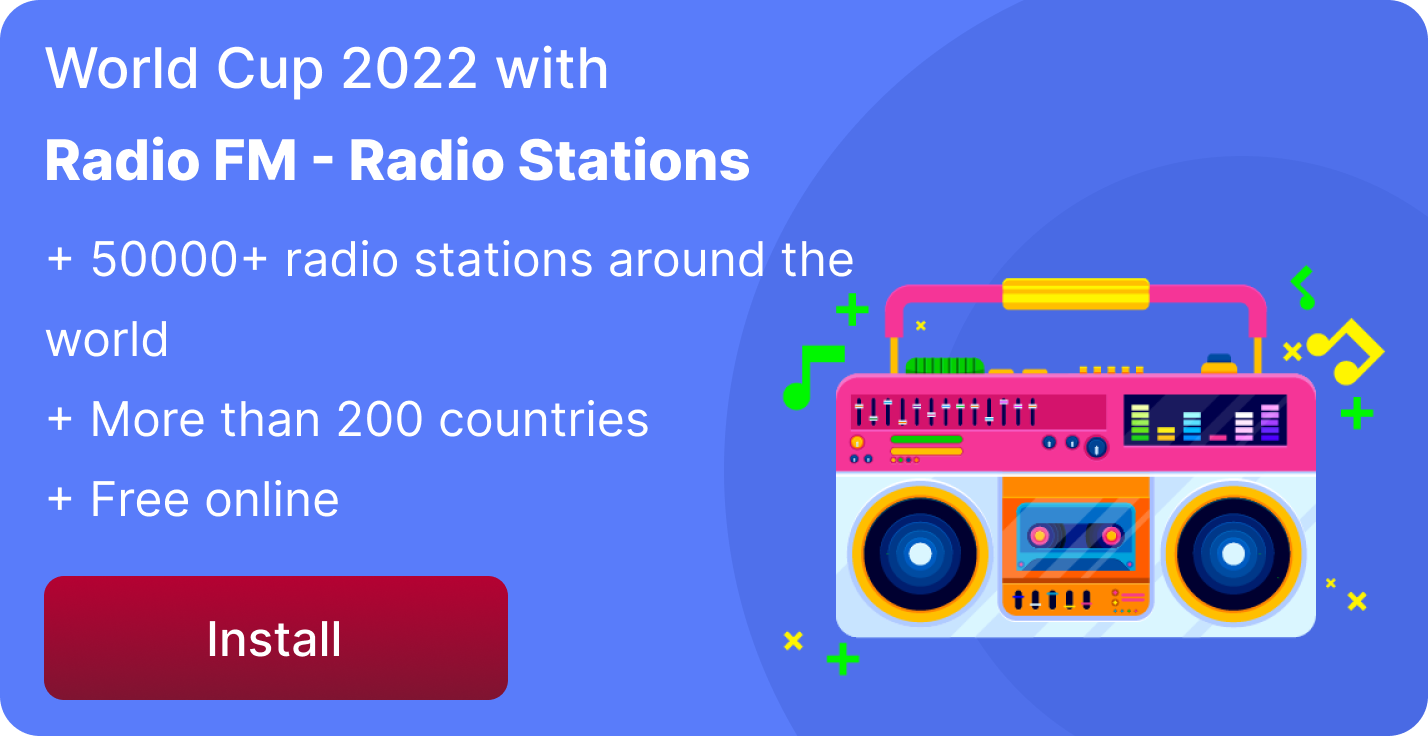 World Cup 2022 with
Radio FM - Radio Stations
+ 50000+ radio stations around the
world
+ More than 200 countries
+ Free online
Install